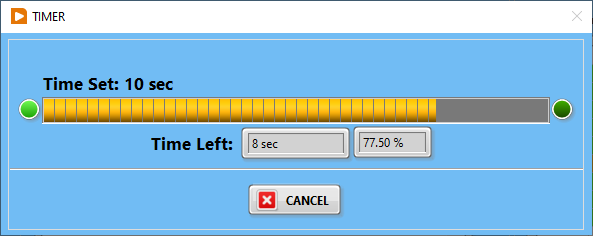 TIMER
Time Set: 10 sec
Time Left: 8 sec 77.50 %
CANCEL